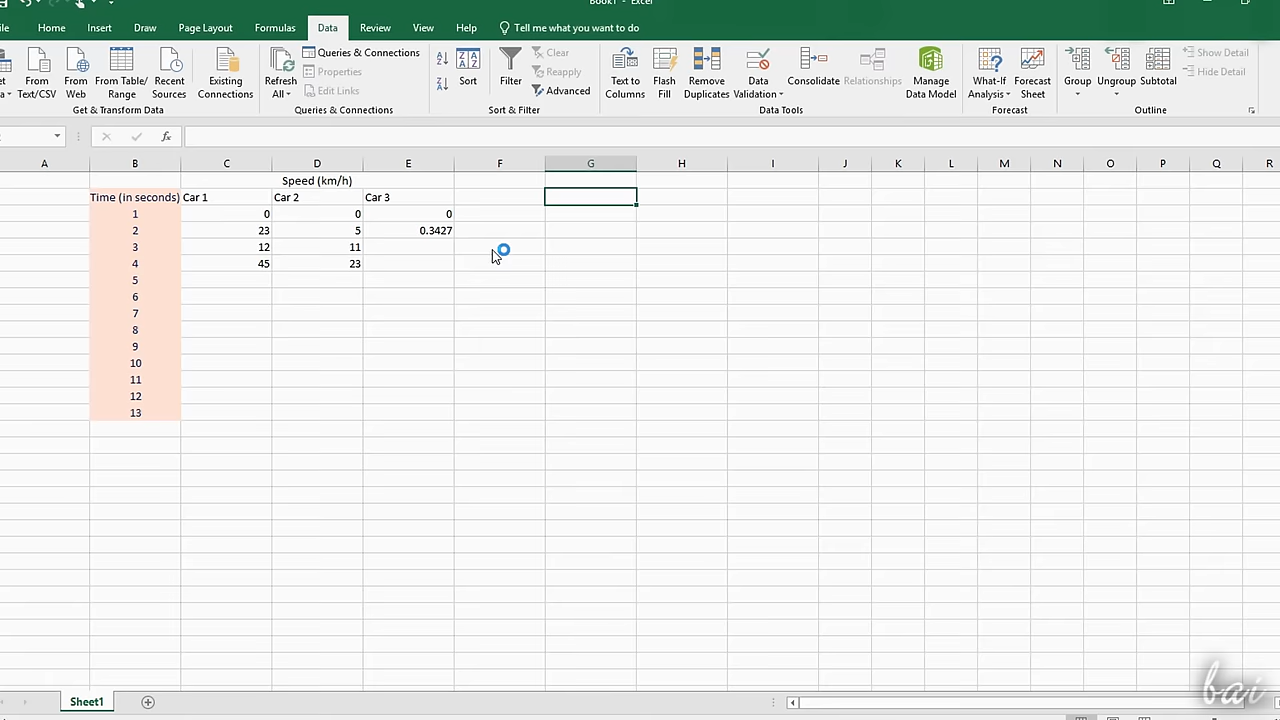 Book1 - Excel
Home Insert Draw Page Layout Formulas Data Review View Help Tell me what you want to do
From Text/CSV
From Web
From Table/ Range
Recent Sources
Existing Connections
Get & Transform Data
Refresh All
Queries & Connections
Properties
Edit Links
Queries & Connections
Sort
Filter
Clear
Reapply
Advanced
Sort & Filter
Text to Columns
Flash Fill
Remove Duplicates
Data Validation
Consolidate
Relationships
Manage Data Model
Data Tools
What-If Analysis
Forecast Sheet
Forecast
Group
Ungroup
Subtotal
Show Detail
Hide Detail
Outline
fx
A B C D E F G H I J K L M N O P Q R
Speed (km/h)
Time (in seconds) Car 1 Car 2 Car 3
1 0 0 0
2 23 5 0.3427
3 12 11
4 45 23
5
6
7
8
9
10
11
12
13
Sheet1
bai